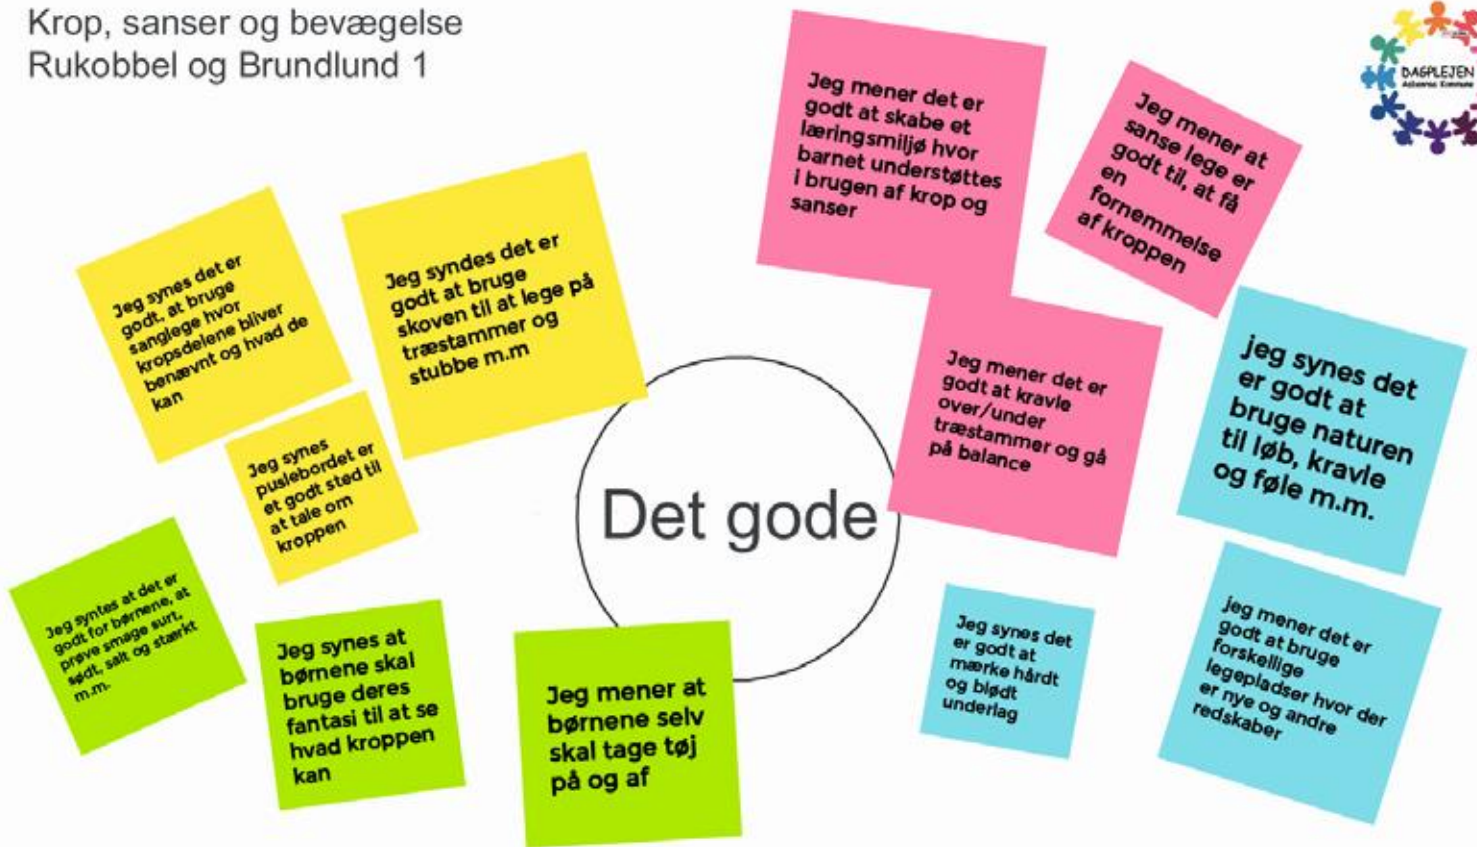 Krop, sanser og bevægelse
Rukobbel og Brundlund 1
DAGPLEJEN
Aabenraa Kommune
Jeg synes det er
godt, at bruge
sanglege hvor
kropsdelene bliver
benævnt og hvad de
kan
Jeg syndes det er
godt at bruge
skoven til at lege på
træstammer og
stubbe m.m
Jeg synes
puslebordet er
et godt sted til
at tale om
kroppen
Jeg syntes at det er
godt for børnene, at
prøve smage surt,
sødt, salt og stærkt
m.m.
Jeg synes at
børnene skal
bruge deres
fantasi til at se
hvad kroppen
kan
Jeg mener at
børnene selv
skal tage tøj
på og af
Det gode
Jeg mener det er
godt at skabe et
læringsmiljø hvor
barnet understøttes
i brugen af krop og
sanser
Jeg mener at
sanse lege er
godt til, at få
en
fornemmelse
af kroppen
Jeg mener det er
godt at kravle
over/under
træstammer og gå
på balance
jeg synes det
er godt at
bruge naturen
til løb, kravle
og føle m.m.
Jeg synes det
er godt at
mærke hårdt
og blødt
underlag
jeg mener det er
godt at bruge
forskellige
legepladser hvor der
er nye og andre
redskaber